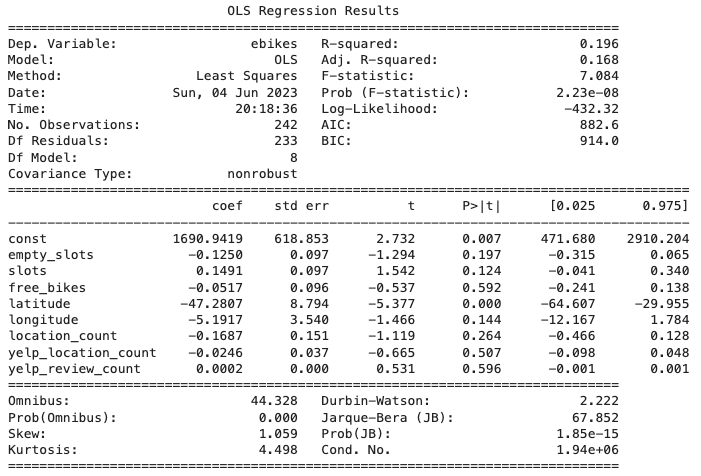 OLS Regression Results
==============================================================================
Dep. Variable:                 ebikes   R-squared:                       0.196
Model:                            OLS   Adj. R-squared:                  0.168
Method:                 Least Squares   F-statistic:                     7.084
Date:                Sun, 04 Jun 2023   Prob (F-statistic):           2.23e-08
Time:                        20:18:36   Log-Likelihood:                -432.32
No. Observations:                 242   AIC:                             882.6
Df Residuals:                     233   BIC:                             914.0
Df Model:                           8
Covariance Type:            nonrobust
=======================================================================================
                          coef    std err          t      P>|t|      [0.025      0.975]
---------------------------------------------------------------------------------------
const                1690.9419    618.853      2.732      0.007     471.680    2910.204
empty_slots            -0.1250      0.097     -1.294      0.197      -0.315       0.065
slots                   0.1491      0.097      1.542      0.124      -0.041       0.340
free_bikes             -0.0517      0.096     -0.537      0.592      -0.241       0.138
latitude              -47.2807      8.794     -5.377      0.000     -64.607     -29.955
longitude              -5.1917      3.540     -1.466      0.144     -12.167       1.784
location_count         -0.1687      0.151     -1.119      0.264      -0.466       0.128
yelp_location_count    -0.0246      0.037     -0.665      0.507      -0.098       0.048
yelp_review_count       0.0002      0.000      0.531      0.596      -0.001       0.001
==============================================================================
Omnibus:                       44.328   Durbin-Watson:                   2.222
Prob(Omnibus):                  0.000   Jarque-Bera (JB):               67.852
Skew:                           1.059   Prob(JB):                     1.85e-15
Kurtosis:                       4.498   Cond. No.                     1.94e+06
==============================================================================